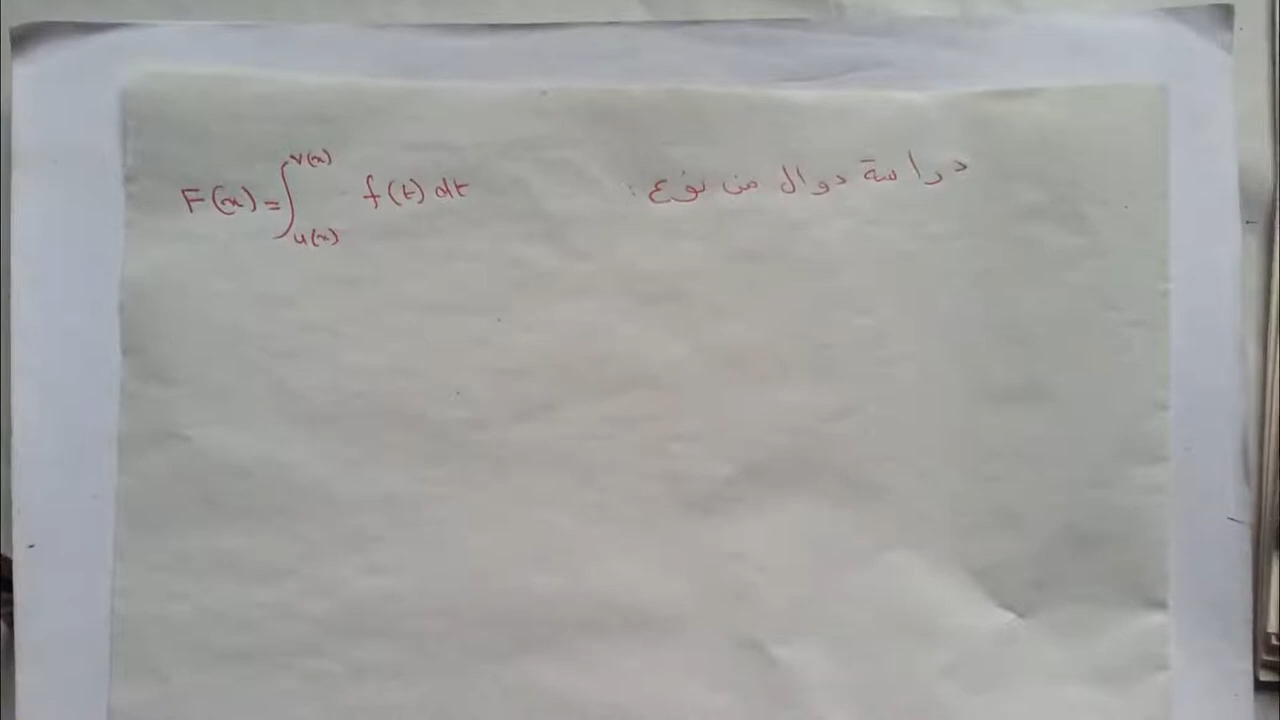 دراسة دوال من نوع : F(x) = ∫_{u(x)}^{v(x)} f(t) dt